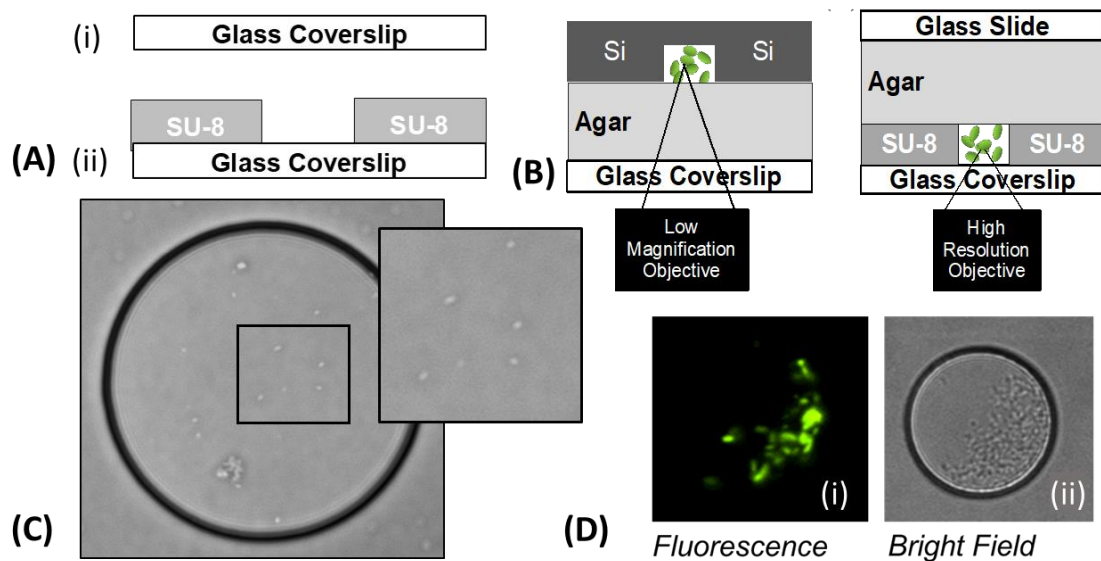 (i)
Glass Coverslip
SU-8
SU-8
(A)
(ii)
Glass Coverslip
Si
Si
Agar
(B)
Glass Coverslip
Low
Magnification
Objective
Glass Slide
Agar
SU-8
SU-8
Glass Coverslip
High
Resolution
Objective
(C)
(D)
(i)
(ii)
Fluorescence
Bright Field